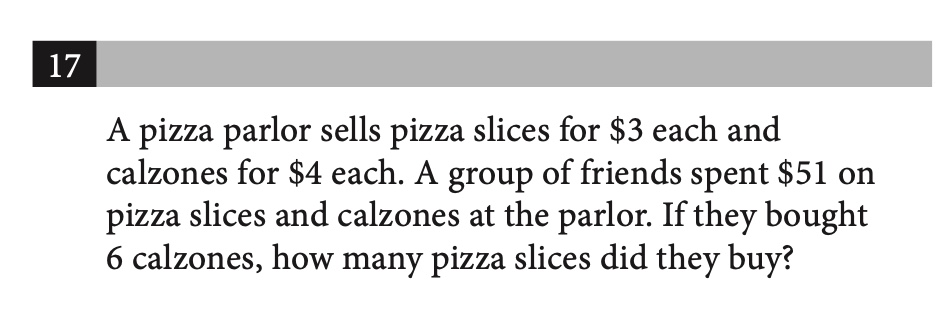 17
A pizza parlor sells pizza slices for $3 each and
calzones for $4 each. A group of friends spent $51 on
pizza slices and calzones at the parlor. If they bought
6 calzones, how many pizza slices did they buy?